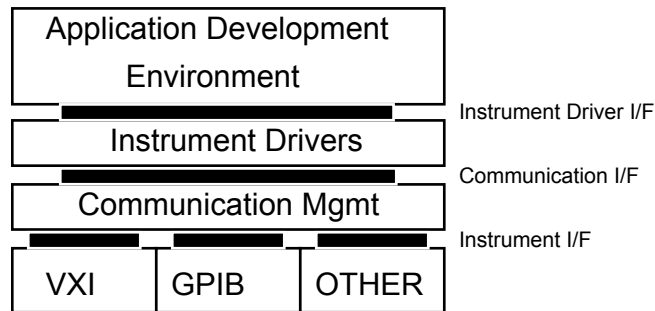 Application Development
Environment
Instrument Driver I/F
Instrument Drivers
Communication I/F
Communication Mgmt
Instrument I/F
VXI
GPIB
OTHER